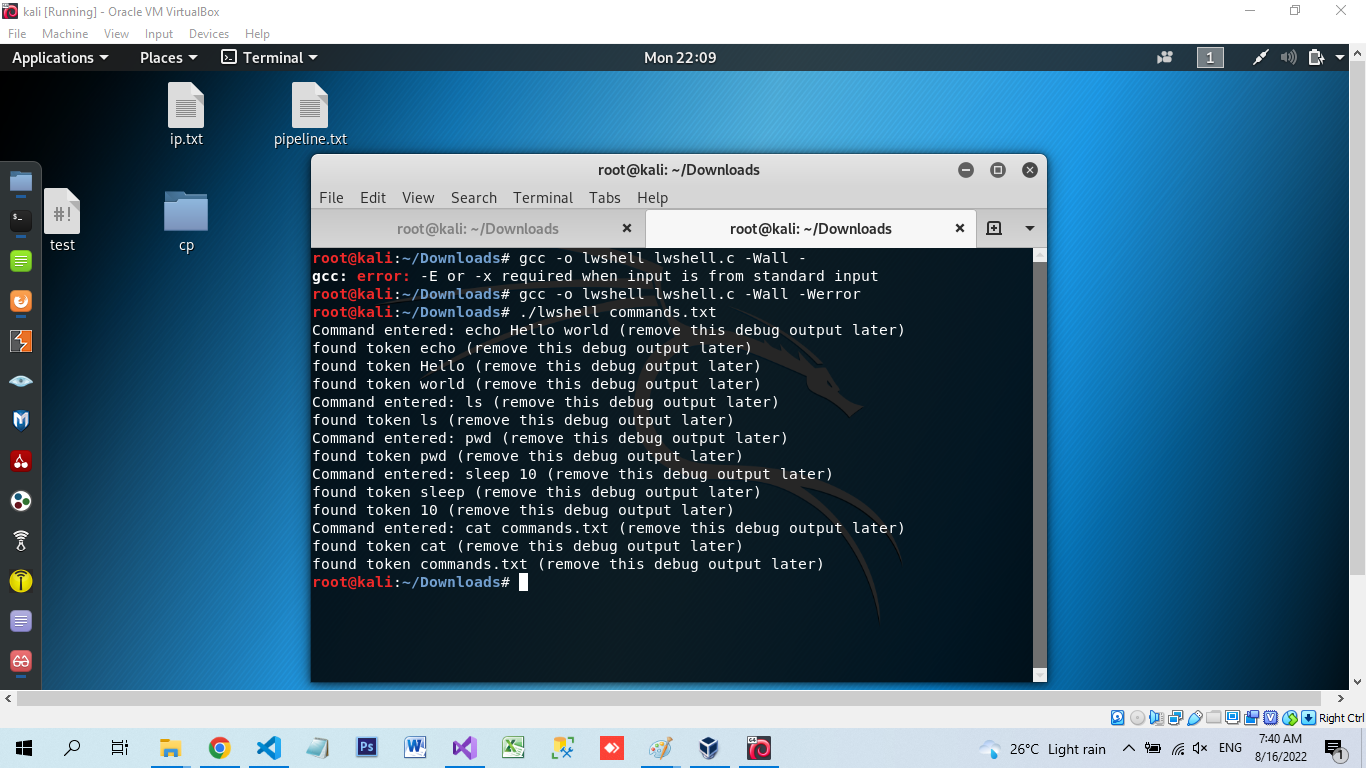 kali [Running] - Oracle VM VirtualBox
File Machine View Input Devices Help
Applications Places Terminal Mon 22:09 1
ip.txt pipeline.txt
test cp
root@kali: ~/Downloads
File Edit View Search Terminal Tabs Help
root@kali: ~/Downloads root@kali: ~/Downloads
root@kali:~/Downloads# gcc -o lwshell lwshell.c -Wall -
gcc: error: -E or -x required when input is from standard input
root@kali:~/Downloads# gcc -o lwshell lwshell.c -Wall -Werror
root@kali:~/Downloads# ./lwshell commands.txt
Command entered: echo Hello world (remove this debug output later)
found token echo (remove this debug output later)
found token Hello (remove this debug output later)
found token world (remove this debug output later)
Command entered: ls (remove this debug output later)
found token ls (remove this debug output later)
Command entered: pwd (remove this debug output later)
found token pwd (remove this debug output later)
Command entered: sleep 10 (remove this debug output later)
found token sleep (remove this debug output later)
found token 10 (remove this debug output later)
Command entered: cat commands.txt (remove this debug output later)
found token cat (remove this debug output later)
found token commands.txt (remove this debug output later)
root@kali:~/Downloads#
Right Ctrl
26°C Light rain ENG 7:40 AM
8/16/2022 1